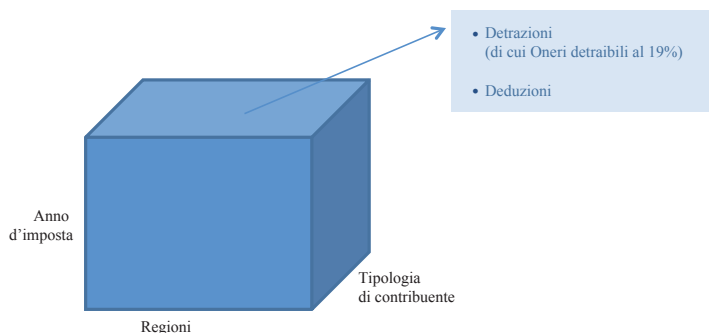 • Detrazioni
(di cui Oneri detraibili al 19%)
• Deduzioni
Anno
d’imposta
Tipologia
di contribuente
Regioni